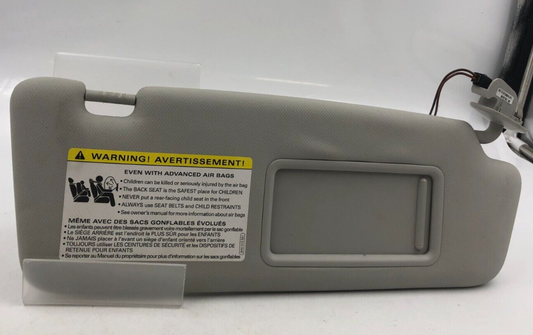 WARNING! AVERTISSEMENT!
EVEN WITH ADVANCED AIR BAGS
• Children can be killed or seriously injured by the air bag
• The BACK SEAT is the SAFEST place for CHILDREN
• NEVER put a rear-facing child seat in the front
• ALWAYS use SEAT BELTS and CHILD RESTRAINTS
• See owner's manual for more information about air bags
MÊME AVEC DES SACS GONFLABLES ÉVOLUÉS
• Les enfants peuvent être blessés gravement voire mortellement par le sac gonflable
• Le SIÈGE ARRIÈRE est l'endroit le PLUS SÛR pour les ENFANTS
• Ne JAMAIS placer à l'avant un siège d'enfant orienté vers l'arrière
• TOUJOURS utiliser LES CEINTURES DE SÉCURITÉ et les DISPOSITIFS DE
RETENUE POUR ENFANTS
• Se reporter au Manuel du propriétaire pour plus d'information sur les sacs gonflables